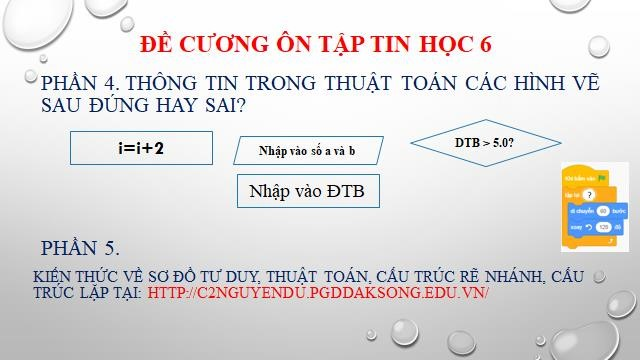 ĐỀ CƯƠNG ÔN TẬP TIN HỌC 6
PHẦN 4. THÔNG TIN TRONG THUẬT TOÁN CÁC HÌNH VẼ
SAU ĐÚNG HAY SAI?
i=i+2
Nhập vào số a và b
DTB > 5.0?
Nhập vào ĐTB
Khi bấm vào
lặp lại ?
di chuyển 60 bước
xoay 120 độ
PHẦN 5.
KIẾN THỨC VỀ SƠ ĐỒ TƯ DUY, THUẬT TOÁN, CẤU TRÚC RẼ NHÁNH, CẤU
TRÚC LẶP TẠI: HTTP://C2NGUYENDU.PGDDAKSONG.EDU.VN/